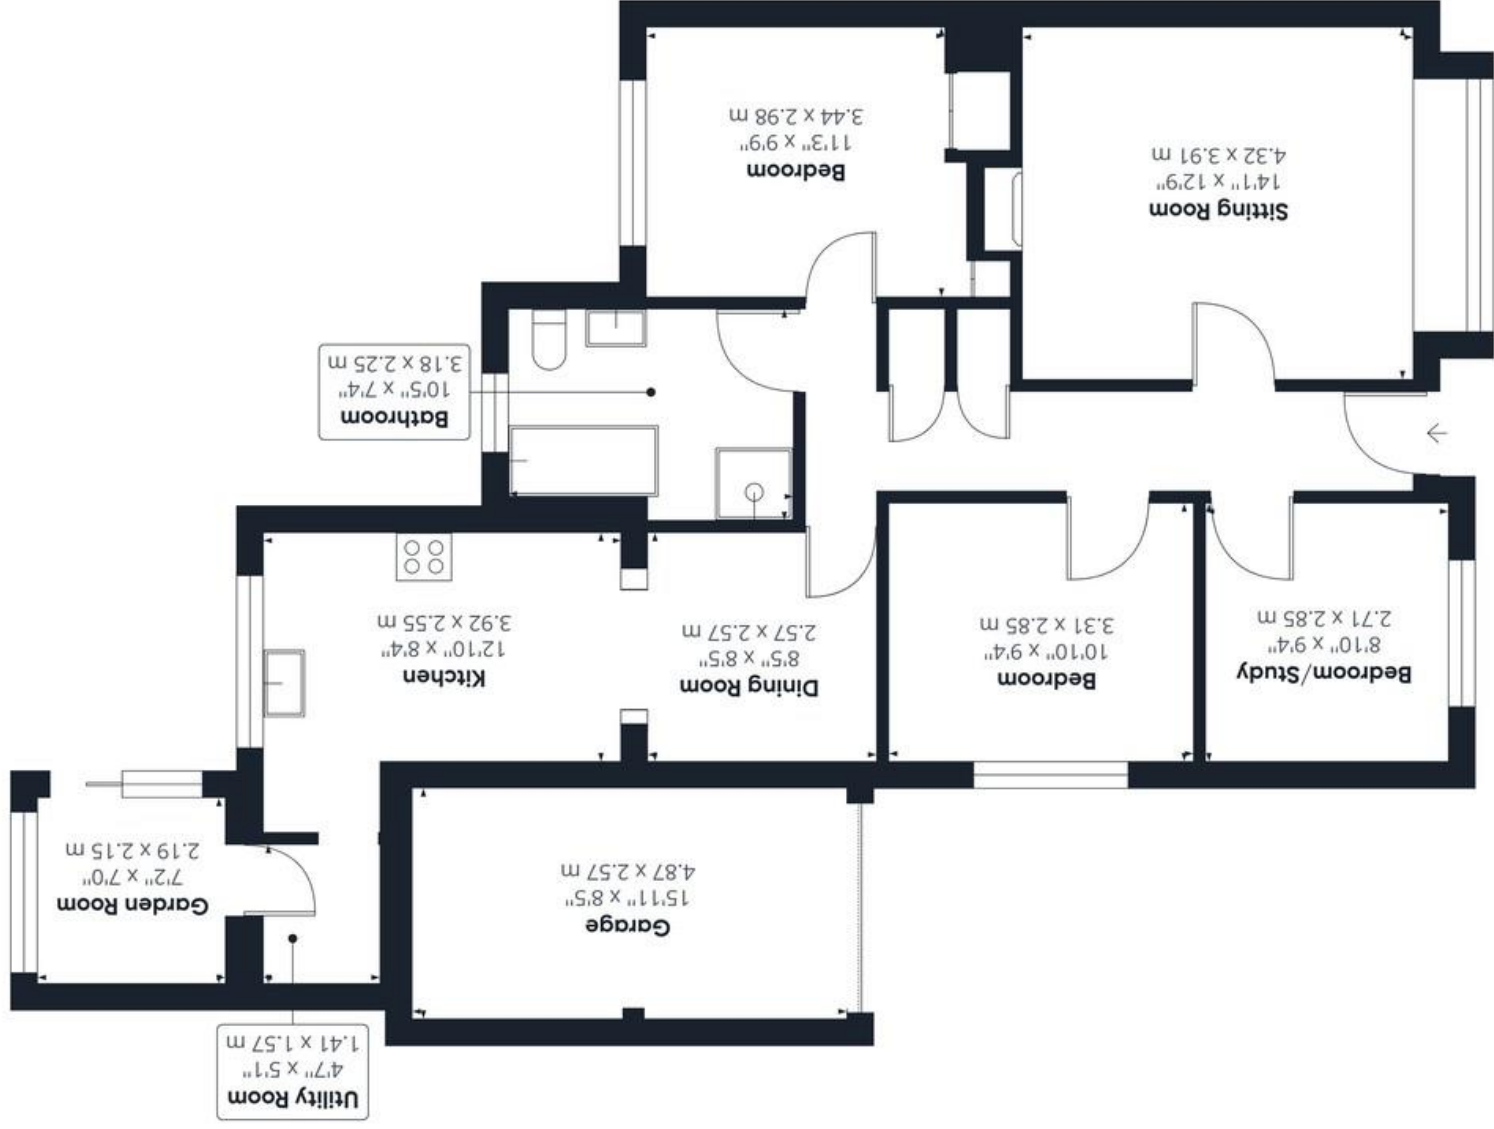 Utility Room
4'7" x 5'1"
1.41 x 1.57 m
Garage
15'11" x 8'5"
4.87 x 2.57 m
Garden Room
7'2" x 7'0"
2.19 x 2.15 m
Bedroom/Study
8'10" x 9'4"
2.71 x 2.85 m
Bedroom
10'10" x 9'4"
3.31 x 2.85 m
Dining Room
8'5" x 8'5"
2.57 x 2.57 m
Kitchen
12'10" x 8'4"
3.92 x 2.55 m
Bathroom
10'5" x 7'4"
3.18 x 2.25 m
Sitting Room
14'1" x 12'9"
4.32 x 3.91 m
Bedroom
11'3" x 9'9"
3.44 x 2.98 m